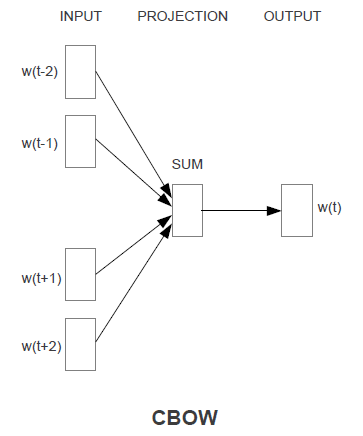 INPUT PROJECTION OUTPUT
w(t-2)
w(t-1)
SUM
w(t)
w(t+1)
w(t+2)
CBOW